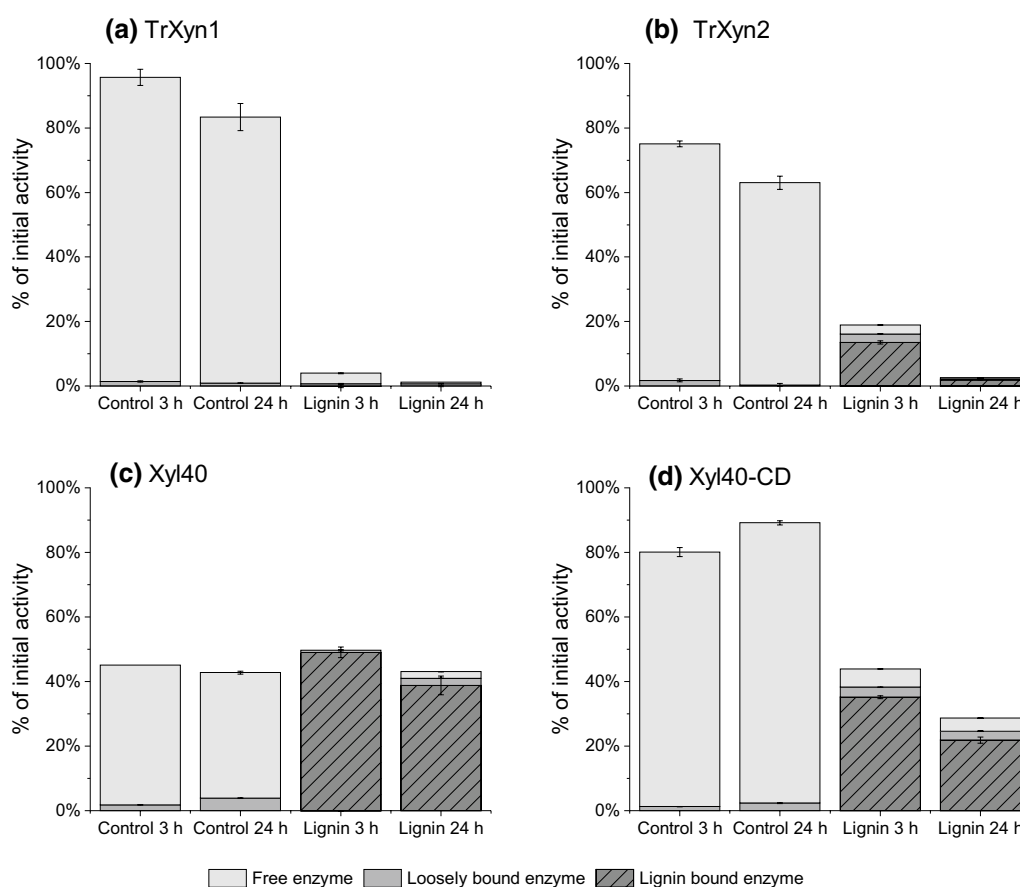 (a) TrXyn1
% of initial activity
100%
80%
60%
40%
20%
0%
Control 3 h Control 24 h Lignin 3 h Lignin 24 h
(b) TrXyn2
% of initial activity
100%
80%
60%
40%
20%
0%
Control 3 h Control 24 h Lignin 3 h Lignin 24 h
(c) Xyl40
% of initial activity
100%
80%
60%
40%
20%
0%
Control 3 h Control 24 h Lignin 3 h Lignin 24 h
(d) Xyl40-CD
% of initial activity
100%
80%
60%
40%
20%
0%
Control 3 h Control 24 h Lignin 3 h Lignin 24 h
Free enzyme Loosely bound enzyme Lignin bound enzyme